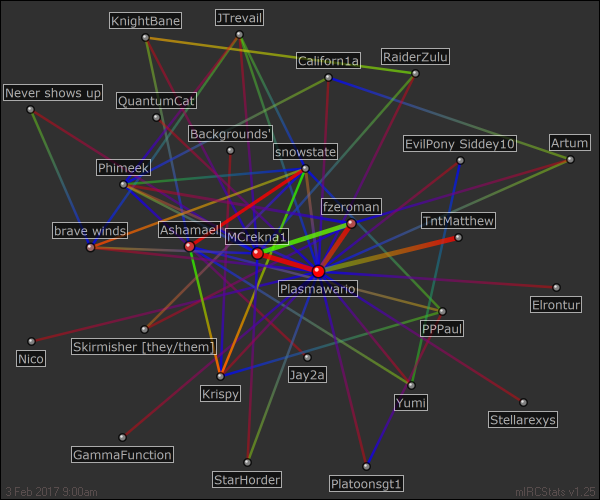 KnightBane
JTrevail
Californ1a
RaiderZulu
Never shows up
QuantumCat
Backgrounds'
snowstate
EvilPony Siddey10
Artum
Phimeek
fzeroman
TntMatthew
brave winds
Ashamael
MCrekna1
Plasmawario
Elrontur
PPPaul
Nico
Skirmisher [they/them]
Jay2a
Krispy
Yumi
Stellarexys
GammaFunction
StarHorder
Platoonsgt1
3 Feb 2017 9:00am
mIRCStats v1.25